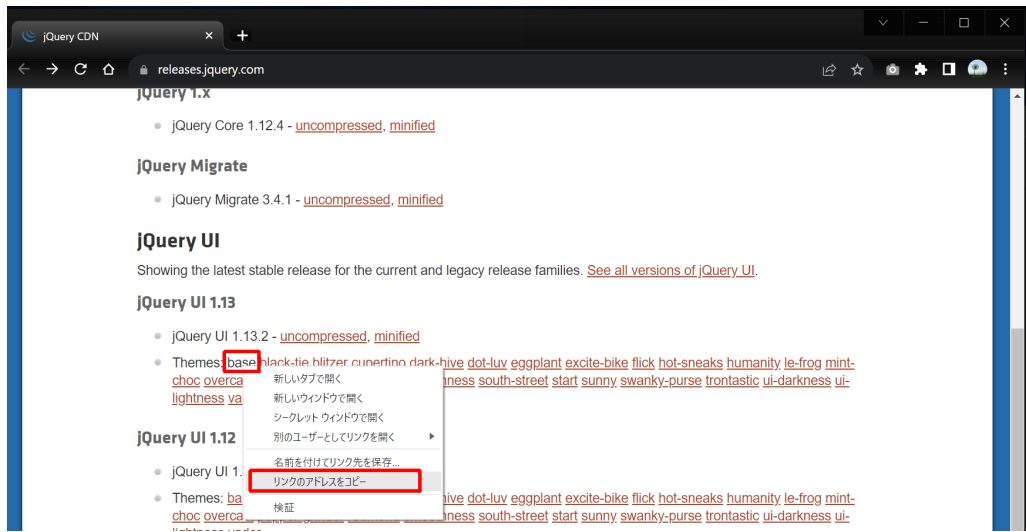 jQuery CDN
releases.jquery.com
jQuery 1.x
jQuery Core 1.12.4 - uncompressed, minified
jQuery Migrate
jQuery Migrate 3.4.1 - uncompressed, minified
jQuery UI
Showing the latest stable release for the current and legacy release families. See all versions of jQuery UI.
jQuery UI 1.13
jQuery UI 1.13.2 - uncompressed, minified
Themes: base black-tie blitzer cupertino dark-hive dot-luv eggplant excite-bike flick hot-sneaks humanity le-frog mint-
choc overca ness south-street start sunny swanky-purse trontastic ui-darkness ui-
lightness va
新しいタブで開く
新しいウィンドウで開く
シークレット ウィンドウで開く
別のユーザーとしてリンクを開く
名前を付けてリンク先を保存...
リンクのアドレスをコピー
検証
jQuery UI 1.12
jQuery UI 1.
Themes: ba hive dot-luv eggplant excite-bike flick hot-sneaks humanity le-frog mint-
choc overca ness south-street start sunny swanky-purse trontastic ui-darkness ui-